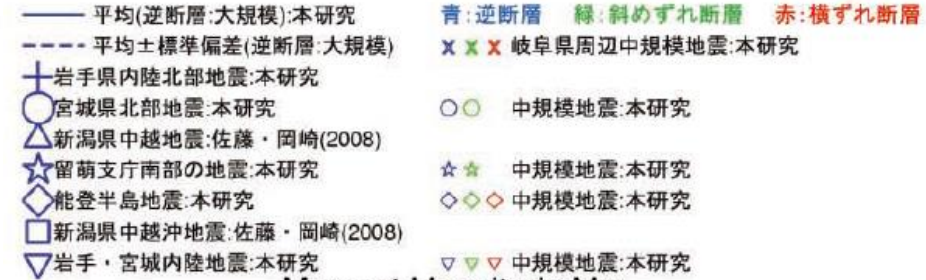 平均(逆断層:大規模):本研究 青:逆断層 緑:斜めずれ断層 赤:横ずれ断層
平均±標準偏差(逆断層:大規模) 岐阜県周辺中規模地震:本研究
岩手県内陸北部地震:本研究
宮城県北部地震:本研究 中規模地震:本研究
新潟県中越地震:佐藤・岡崎(2008)
留萌支庁南部の地震:本研究 中規模地震:本研究
能登半島地震:本研究 中規模地震:本研究
新潟県中越沖地震:佐藤・岡崎(2008)
岩手・宮城内陸地震:本研究 中規模地震:本研究